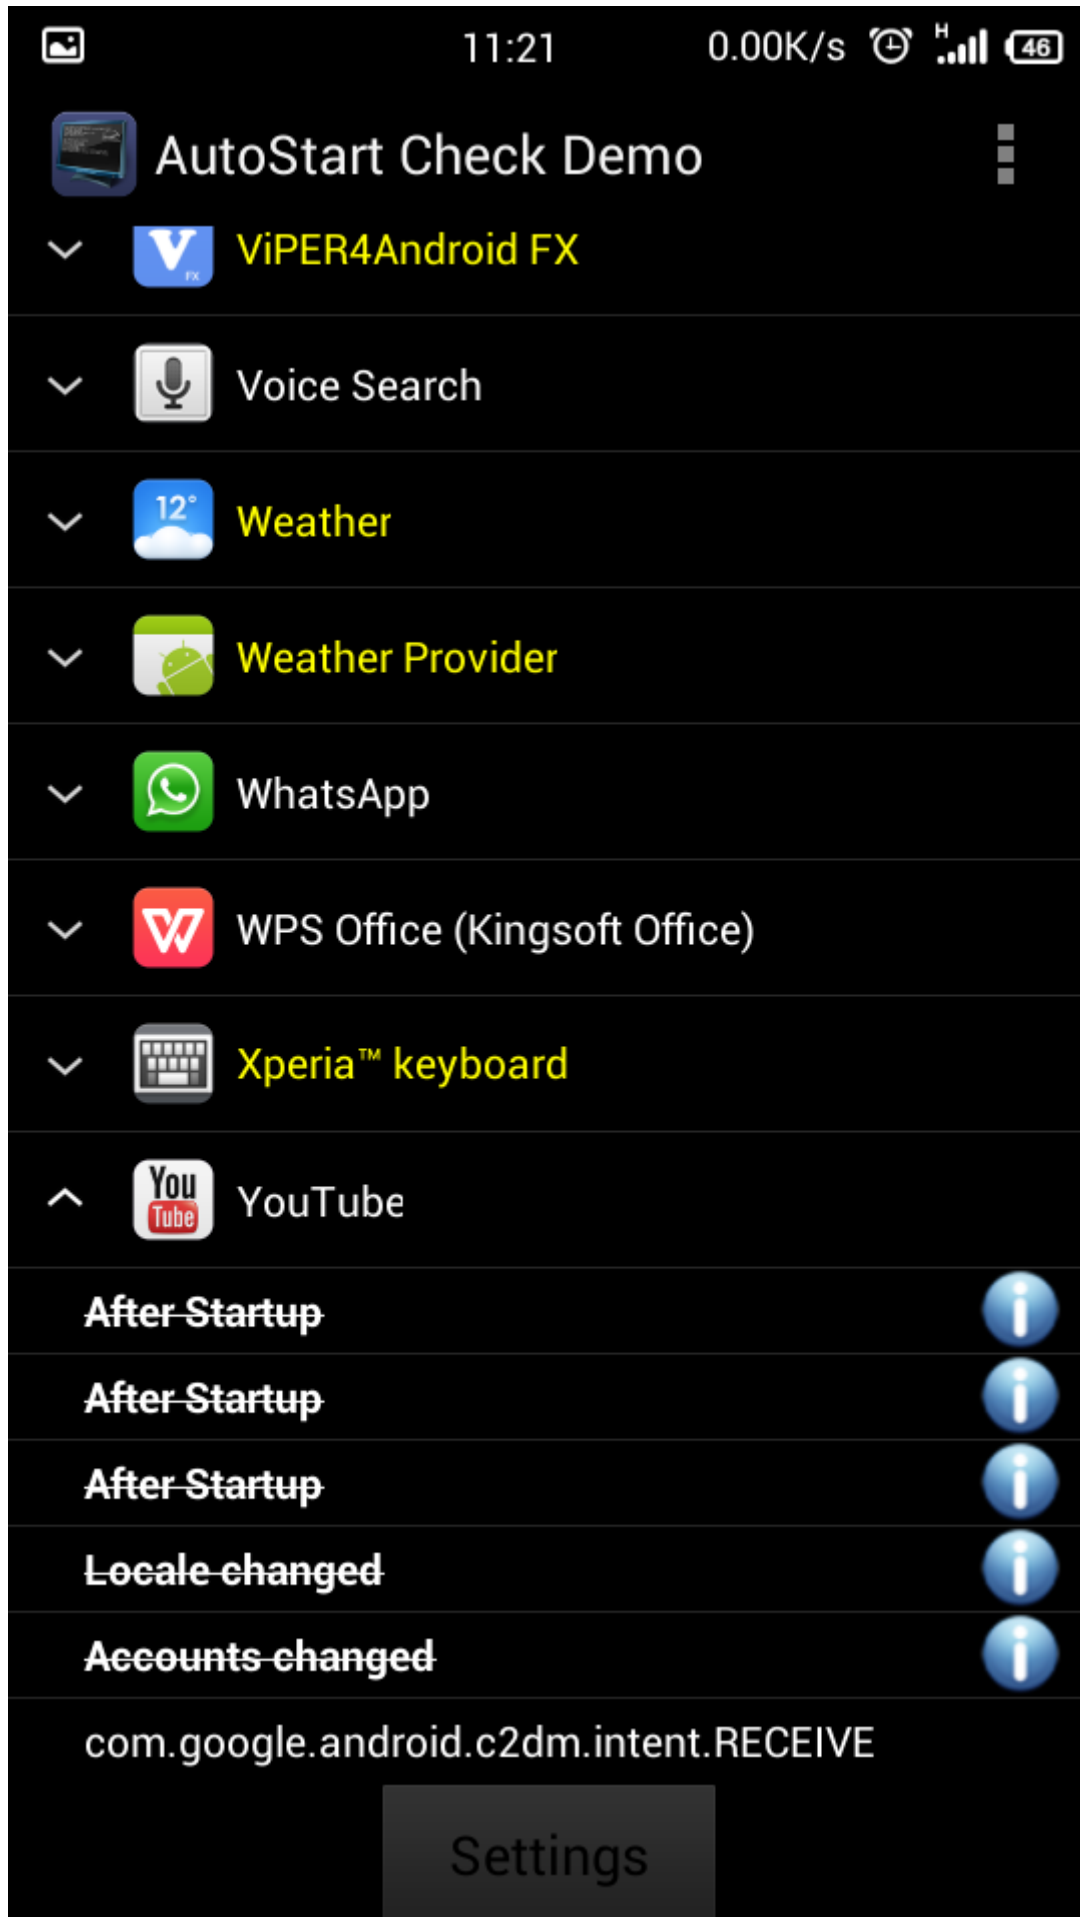 11:21 0.00K/s H 46
AutoStart Check Demo
V FX ViPER4Android FX
Voice Search
12° Weather
Weather Provider
WhatsApp
W WPS Office (Kingsoft Office)
Xperia™ keyboard
You
Tube YouTube
After Startup
After Startup
After Startup
Locale changed
Accounts changed
com.google.android.c2dm.intent.RECEIVE
Settings